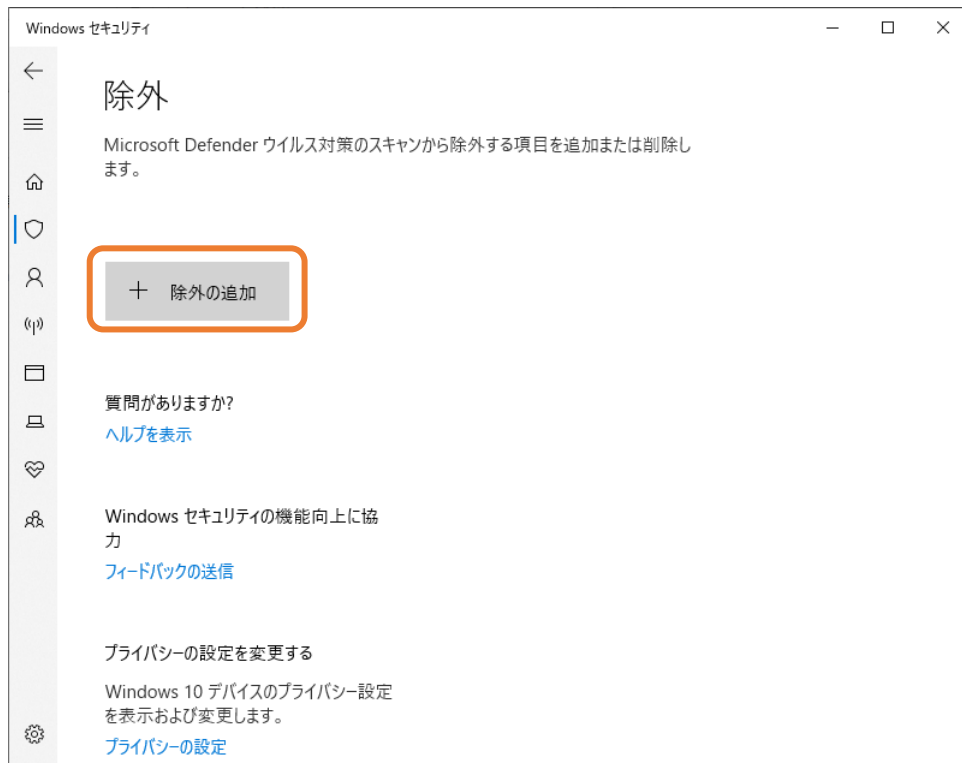 Windows セキュリティ
除外
Microsoft Defender ウイルス対策のスキャンから除外する項目を追加または削除し
ます。
除外の追加
質問がありますか?
ヘルプを表示
Windows セキュリティの機能向上に協
力
フィードバックの送信
プライバシーの設定を変更する
Windows 10 デバイスのプライバシー設定
を表示および変更します。
プライバシーの設定